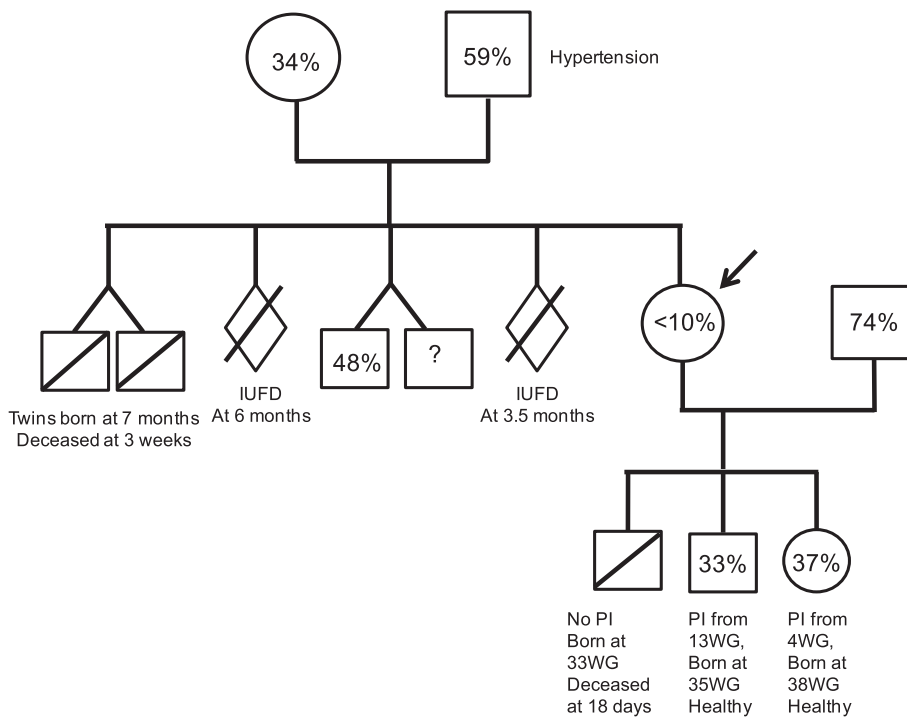 34%
59%
Hypertension
48%
?
<10%
74%
Twins born at 7 months
Deceased at 3 weeks
IUFD
At 6 months
IUFD
At 3.5 months
33%
37%
No PI
Born at
33WG
Deceased
at 18 days
PI from
13WG,
Born at
35WG
Healthy
PI from
4WG,
Born at
38WG
Healthy